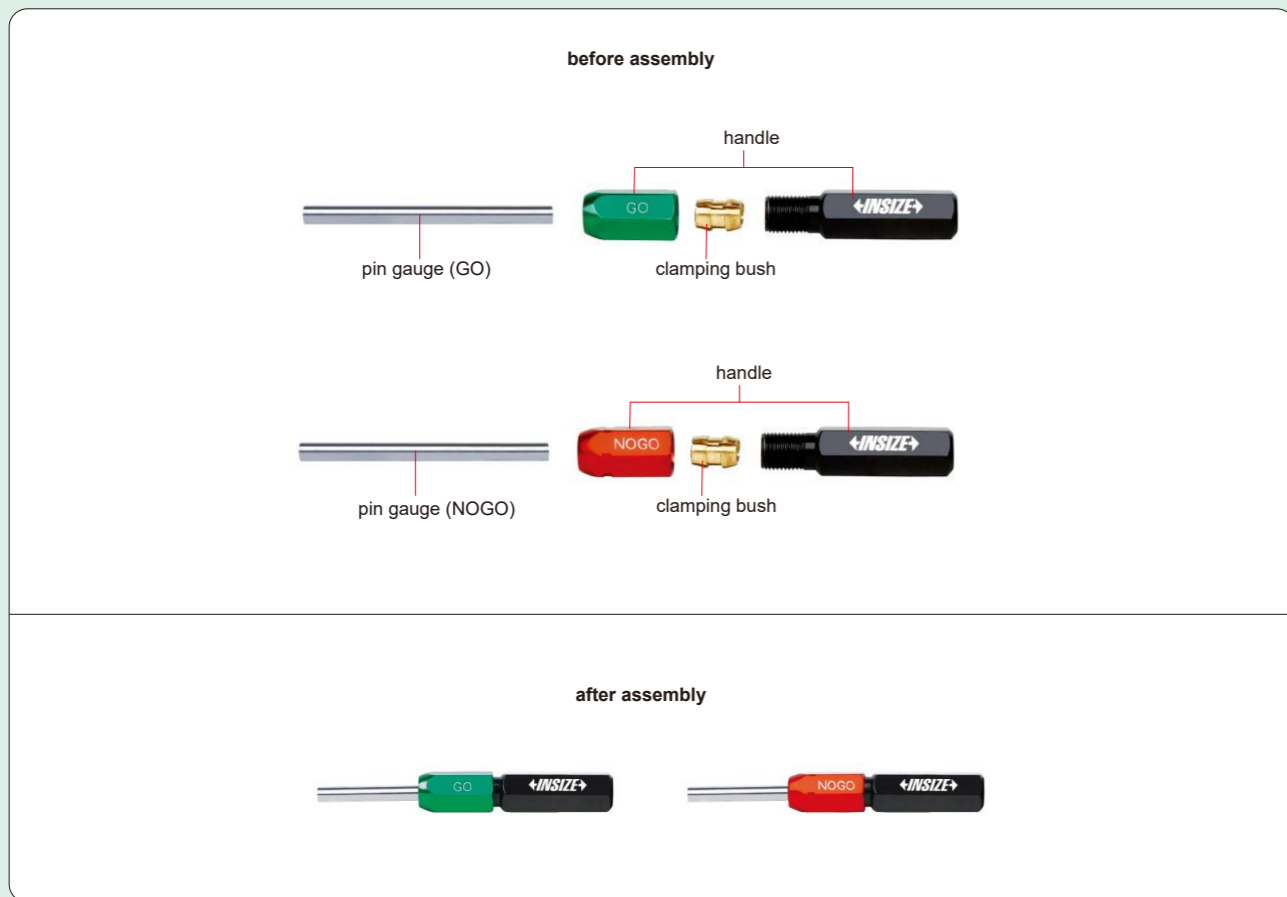 before assembly
handle
GO
INSIZE
pin gauge (GO)
clamping bush
handle
NOGO
INSIZE
pin gauge (NOGO)
clamping bush
after assembly
GO
INSIZE
NOGO
INSIZE